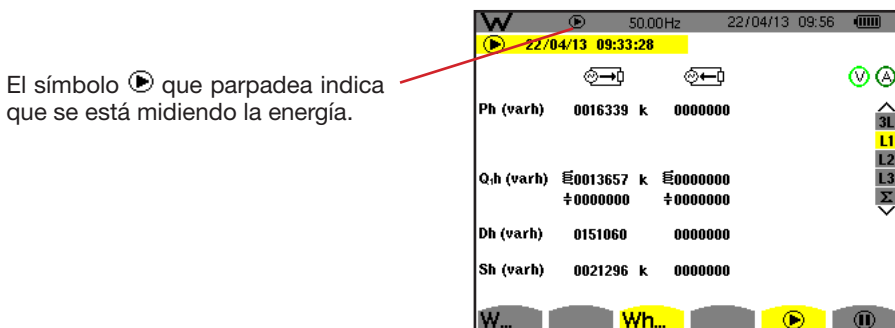 W 50.00Hz 22/04/13 09:56
22/04/13 09:33:28
El símbolo que parpadea indica
que se está midiendo la energía.
V A
Ph (varh) 0016339 k 0000000
3L
L1
L2
L3
Σ
Q₁h (varh) 0013657 k 0000000
0000000 0000000
Dh (varh) 0151060 0000000
Sh (varh) 0021296 k 0000000
W... Wh...